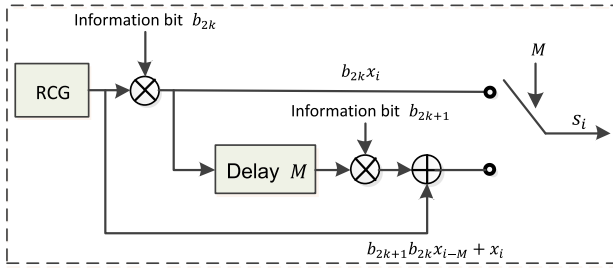 Information bit b_{2k}
RCG
b_{2k}x_i
M
Information bit b_{2k+1}
s_i
Delay M
b_{2k+1}b_{2k}x_{i-M} + x_i